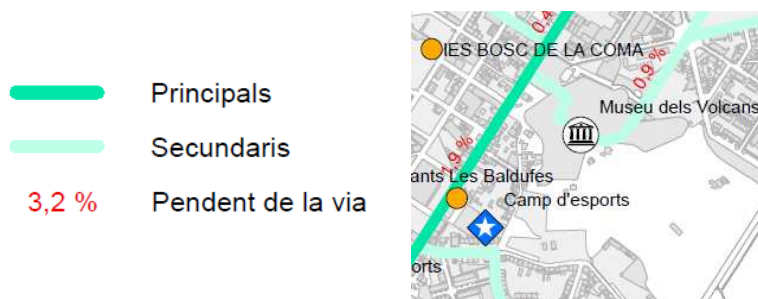 Principals
Secundaris
3,2 % Pendent de la via
IES BOSC DE LA COMA
0,9 %
Museu dels Volcans
1,9 %
ants Les Baldufes
Camp d'esports
orts